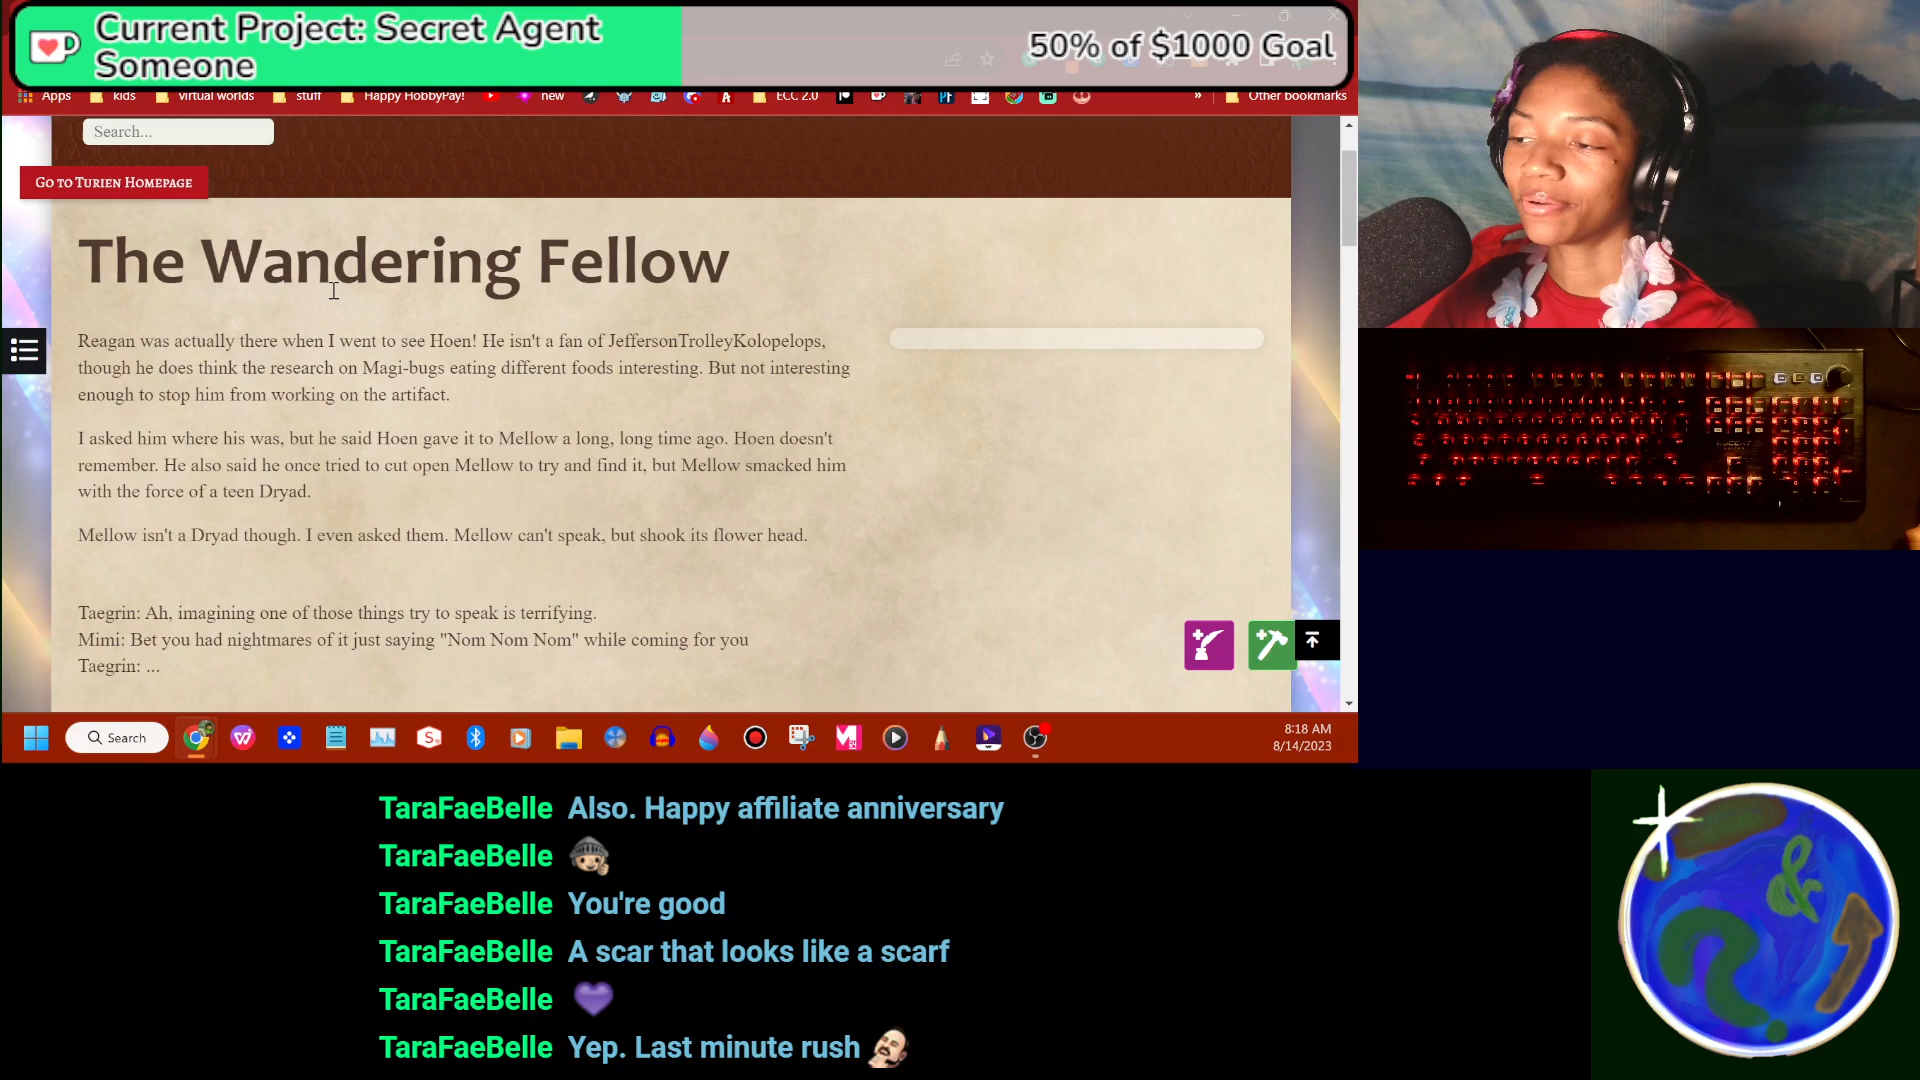 Current Project: Secret Agent
Someone
50% of $1000 Goal
Apps
kids
virtual worlds
stuff
Happy HobbyPay!
new
ECC 2.0
»
Other bookmarks
Search...
Go to Turien Homepage
The Wandering Fellow
Reagan was actually there when I went to see Hoen! He isn't a fan of JeffersonTrolleyKolopelops,
though he does think the research on Magi-bugs eating different foods interesting. But not interesting
enough to stop him from working on the artifact.
I asked him where his was, but he said Hoen gave it to Mellow a long, long time ago. Hoen doesn't
remember. He also said he once tried to cut open Mellow to try and find it, but Mellow smacked him
with the force of a teen Dryad.
Mellow isn't a Dryad though. I even asked them. Mellow can't speak, but shook its flower head.
Taegrin: Ah, imagining one of those things try to speak is terrifying.
Mimi: Bet you had nightmares of it just saying "Nom Nom Nom" while coming for you
Taegrin: ...
Search
8:18 AM
8/14/2023
TaraFaeBelle Also. Happy affiliate anniversary
TaraFaeBelle
TaraFaeBelle You're good
TaraFaeBelle A scar that looks like a scarf
TaraFaeBelle
TaraFaeBelle Yep. Last minute rush
&